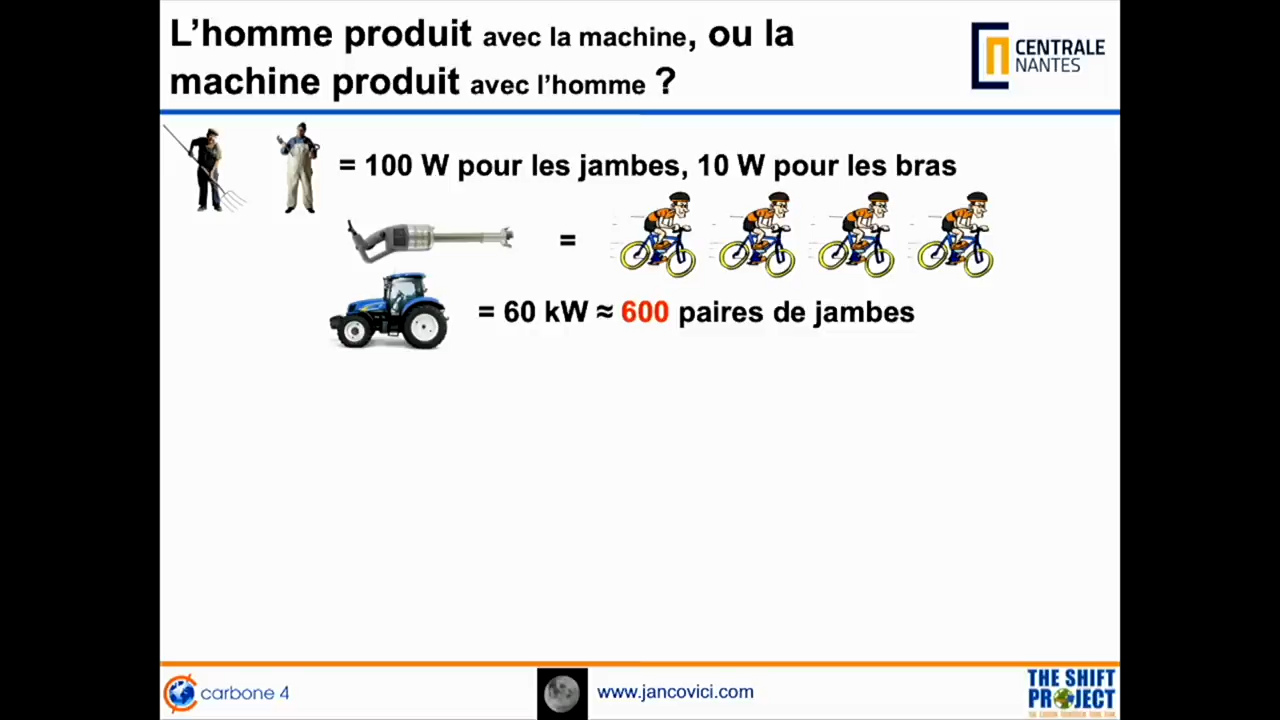 L’homme produit avec la machine, ou la
machine produit avec l’homme ?
CENTRALE
NANTES
= 100 W pour les jambes, 10 W pour les bras
=
= 60 kW ≈ 600 paires de jambes
carbone 4
www.jancovici.com
THE SHIFT
PROJECT